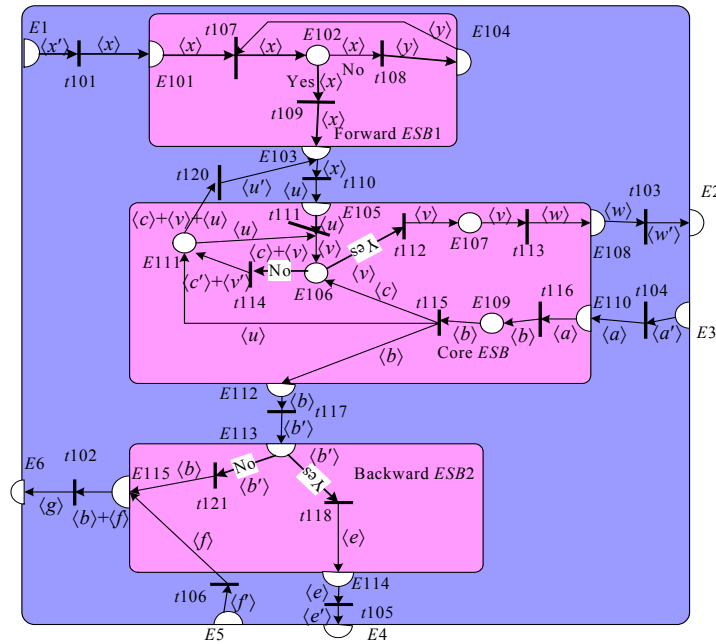 E1
⟨x'⟩
⟨x⟩
t101
E101
⟨x⟩
t107
⟨x⟩
E102
⟨x⟩
No
⟨y⟩
t108
⟨y⟩
E104
Yes
⟨x⟩
t109
⟨x⟩
Forward ESB1
E103
⟨x⟩
t110
⟨u⟩
t120
⟨u'⟩
⟨c⟩+⟨v⟩+⟨u⟩
E105
t111
⟨u⟩
⟨u⟩
E111
⟨c⟩+⟨v⟩
⟨v⟩
Yes
⟨v⟩
t112
⟨v⟩
E107
⟨v⟩
t113
⟨w⟩
E108
⟨w⟩
t103
⟨w'⟩
E2
No
⟨c'⟩+⟨v'⟩
t114
E106
⟨c⟩
t115
E109
t116
E110
t104
E3
⟨b⟩
⟨b⟩
⟨a⟩
⟨a⟩
⟨a'⟩
⟨u⟩
Core ESB
⟨b⟩
E112
⟨b⟩
t117
⟨b'⟩
E113
⟨b'⟩
Backward ESB2
No
Yes
⟨b⟩
⟨b'⟩
t121
t118
E6
t102
E115
⟨g⟩
⟨b⟩+⟨f⟩
⟨f⟩
⟨e⟩
E114
t106
⟨f'⟩
E5
⟨e⟩
t105
⟨e'⟩
E4